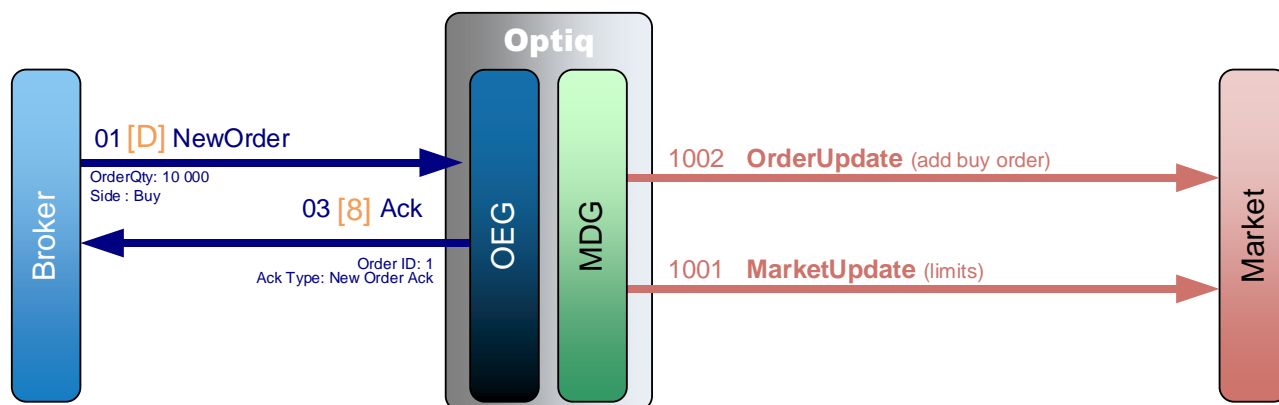 Optiq
Broker
01 [D] NewOrder
OrderQty: 10 000
Side : Buy
03 [8] Ack
Order ID: 1
Ack Type: New Order Ack
OEG
MDG
1002 OrderUpdate (add buy order)
1001 MarketUpdate (limits)
Market